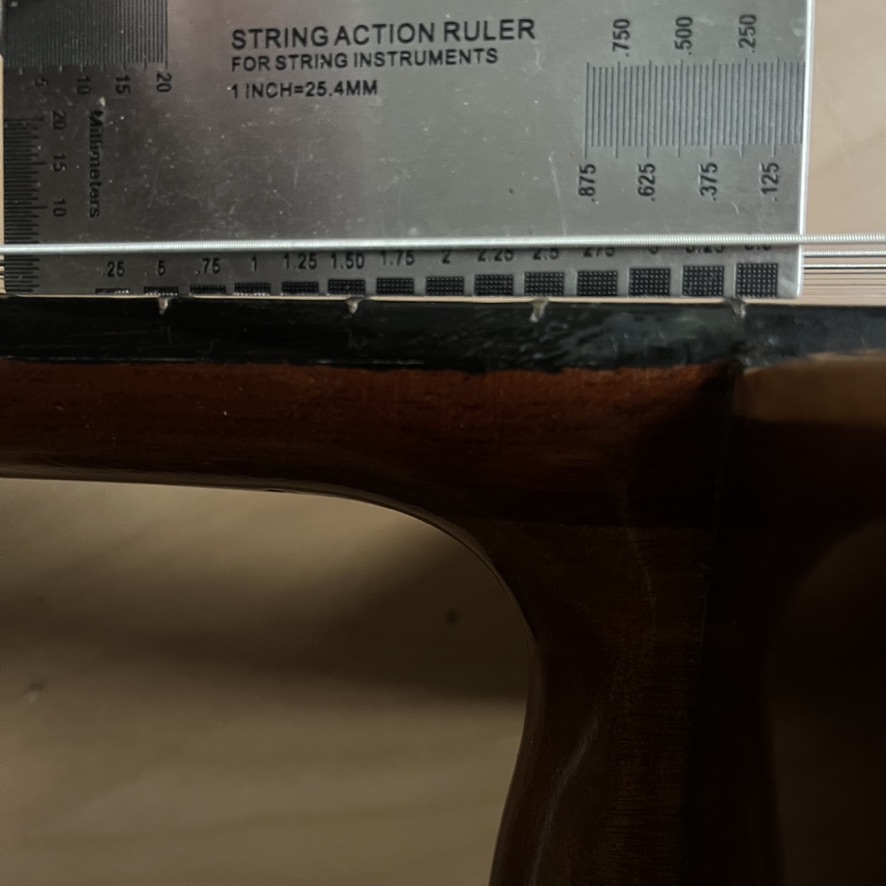 STRING ACTION RULER
FOR STRING INSTRUMENTS
1 INCH=25.4MM
.750 .500 .250
.875 .625 .375 .125
5 10 15 20
20 15 10
Millimeters
.25 .5 .75 1 1.25 1.50 1.75 2 2.25 2.5